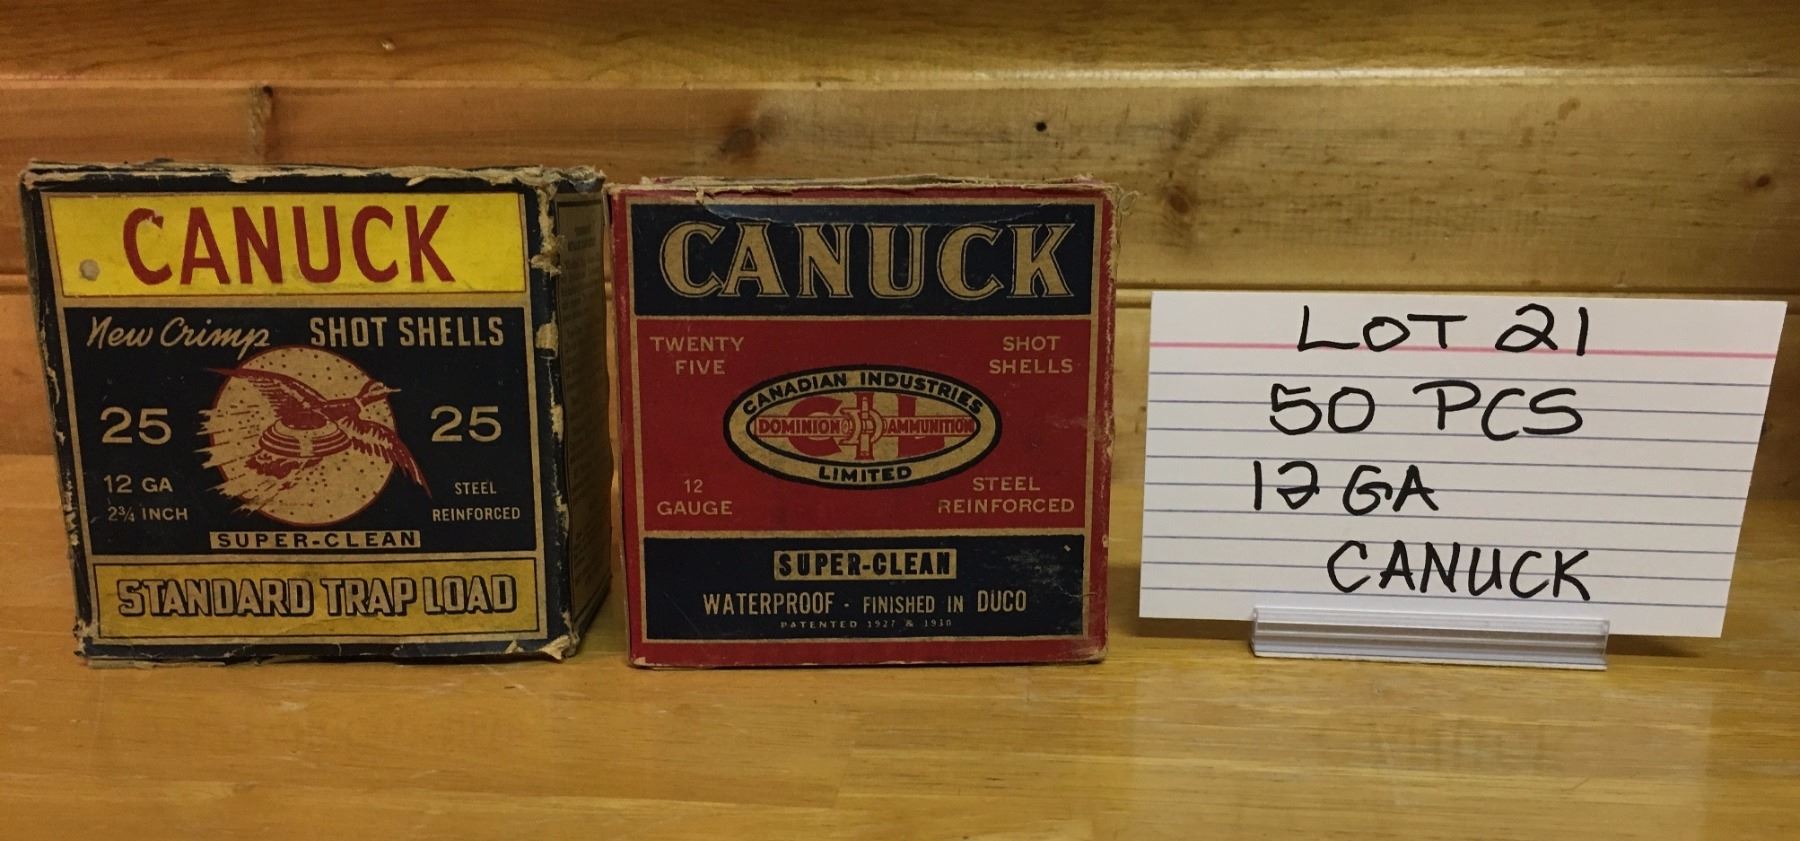 CANUCK
New Crimp SHOT SHELLS
25 25
12 GA
2¾ INCH
STEEL
REINFORCED
SUPER-CLEAN
STANDARD TRAP LOAD
CANUCK
TWENTY
FIVE
SHOT
SHELLS
CANADIAN INDUSTRIES
DOMINION CIL AMMUNITION
LIMITED
12
GAUGE
STEEL
REINFORCED
SUPER-CLEAN
WATERPROOF - FINISHED IN DUCO
PATENTED 1927 & 1930
LOT 21
50 PCS
12 GA
CANUCK